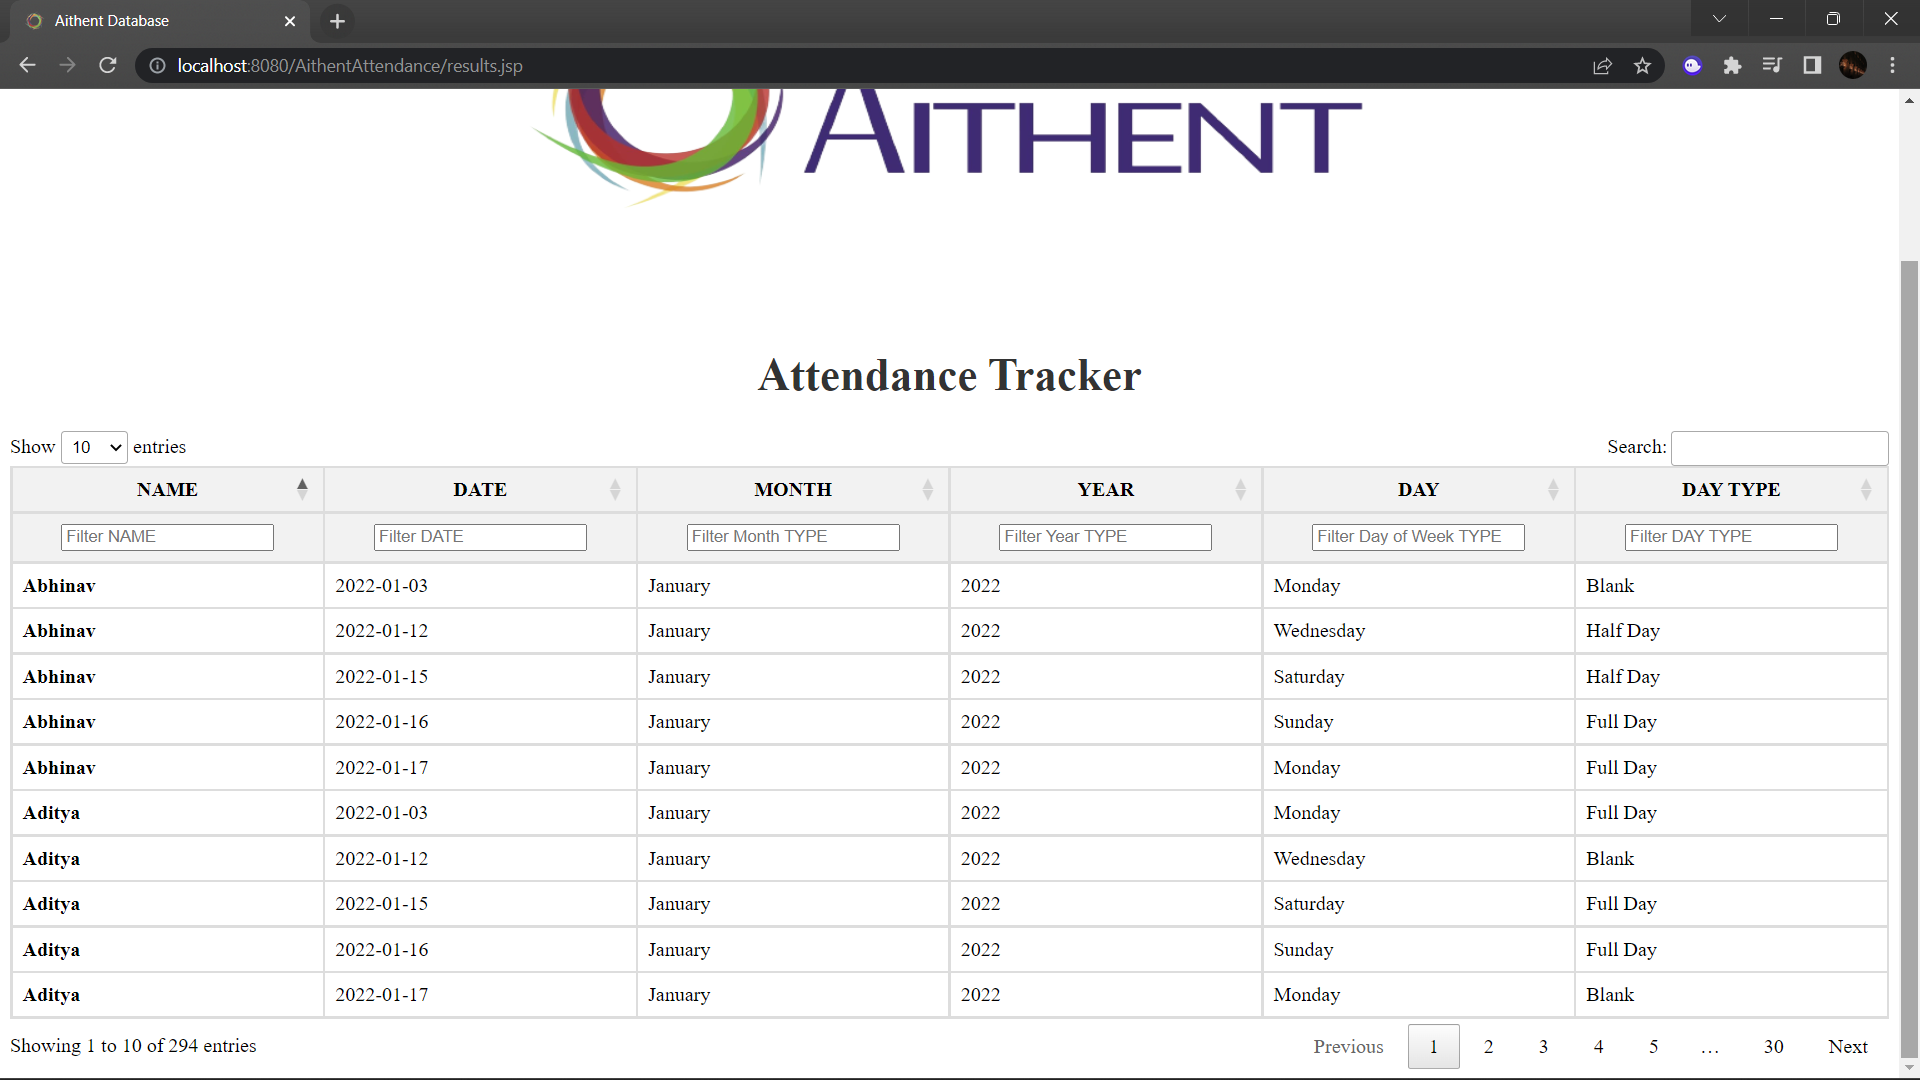 Aithent Database
localhost:8080/AithentAttendance/results.jsp
AITHENT
Attendance Tracker
Show 10 entries Search:
NAME DATE MONTH YEAR DAY DAY TYPE
Filter NAME Filter DATE Filter Month TYPE Filter Year TYPE Filter Day of Week TYPE Filter DAY TYPE
Abhinav 2022-01-03 January 2022 Monday Blank
Abhinav 2022-01-12 January 2022 Wednesday Half Day
Abhinav 2022-01-15 January 2022 Saturday Half Day
Abhinav 2022-01-16 January 2022 Sunday Full Day
Abhinav 2022-01-17 January 2022 Monday Full Day
Aditya 2022-01-03 January 2022 Monday Full Day
Aditya 2022-01-12 January 2022 Wednesday Blank
Aditya 2022-01-15 January 2022 Saturday Full Day
Aditya 2022-01-16 January 2022 Sunday Full Day
Aditya 2022-01-17 January 2022 Monday Blank
Showing 1 to 10 of 294 entries Previous 1 2 3 4 5 … 30 Next